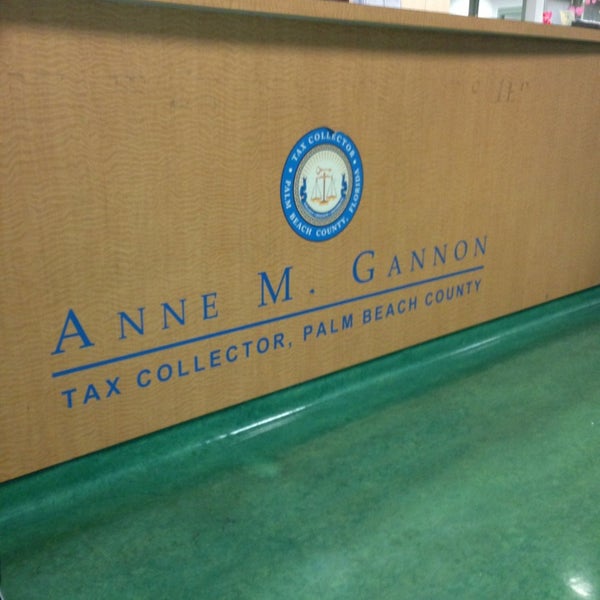 TAX COLLECTOR
PALM BEACH COUNTY, FLORIDA
ANNE M. GANNON
TAX COLLECTOR, PALM BEACH COUNTY